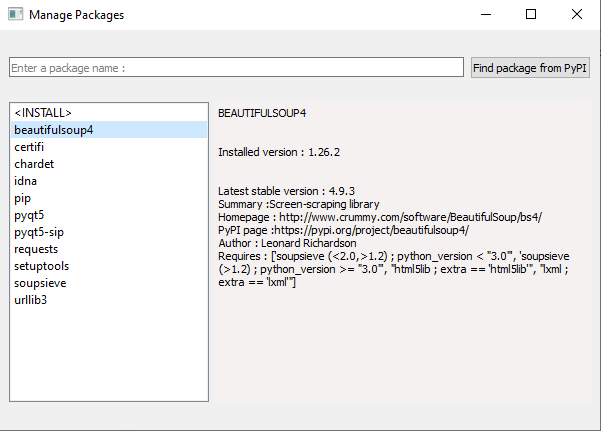 Manage Packages
Enter a package name :
Find package from PyPI
<INSTALL>
beautifulsoup4
certifi
chardet
idna
pip
pyqt5
pyqt5-sip
requests
setuptools
soupsieve
urllib3
BEAUTIFULSOUP4
Installed version : 1.26.2
Latest stable version : 4.9.3
Summary :Screen-scraping library
Homepage : http://www.crummy.com/software/BeautifulSoup/bs4/
PyPI page :https://pypi.org/project/beautifulsoup4/
Author : Leonard Richardson
Requires : ['soupsieve (<2.0,>1.2) ; python_version < "3.0"', 'soupsieve
(>1.2) ; python_version >= "3.0"', "html5lib ; extra == 'html5lib'", "lxml ;
extra == 'lxml'"]